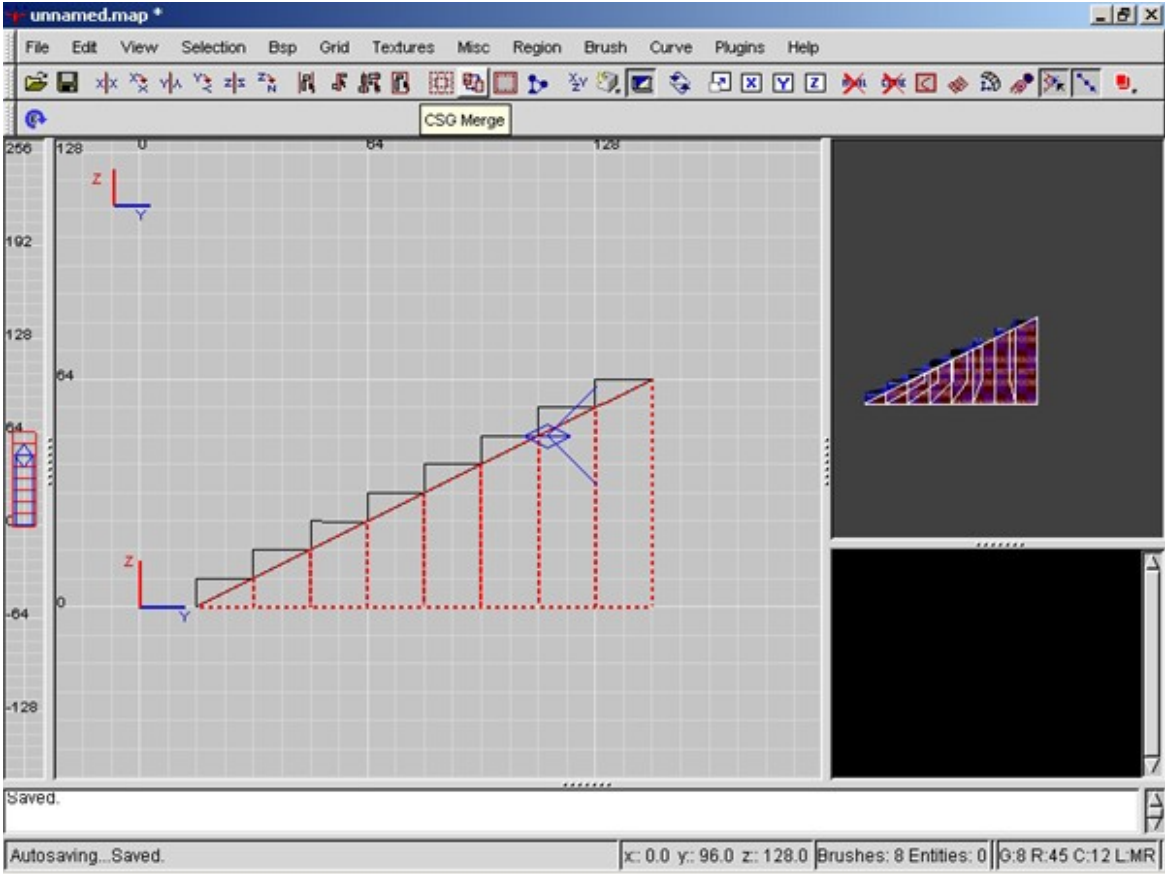 unnamed.map *
File Edit View Selection Bsp Grid Textures Misc Region Brush Curve Plugins Help
CSG Merge
256 128 0 64 128
Z
Y
192
128
64
64
Z
0
Y
-64
-128
Saved.
Autosaving...Saved. x:: 0.0 y:: 96.0 z:: 128.0 Brushes: 8 Entities: 0 G:8 R:45 C:12 L:MR